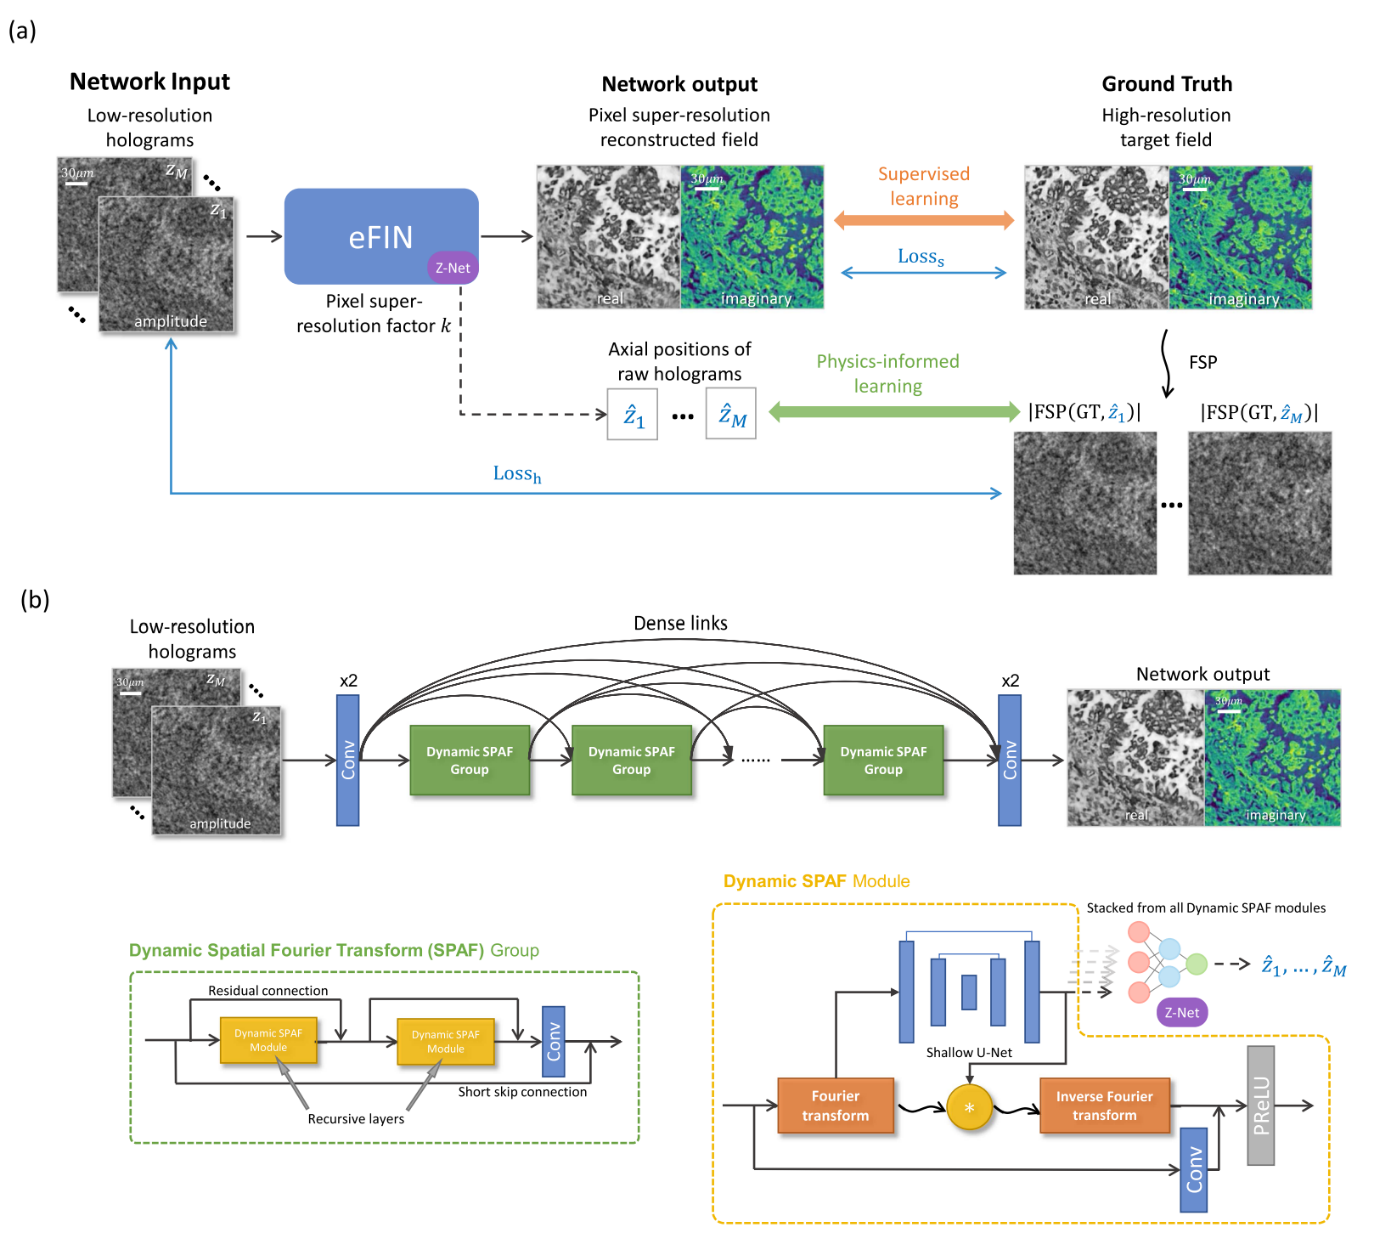 (a)
Network Input
Low-resolution
holograms
30μm
z_M
z_1
amplitude
eFIN
Z-Net
Pixel super-
resolution factor k
Network output
Pixel super-resolution
reconstructed field
30μm
real
imaginary
Supervised
learning
Loss_s
Ground Truth
High-resolution
target field
30μm
real
imaginary
FSP
Axial positions of
raw holograms
ẑ_1 ... ẑ_M
Physics-informed
learning
|FSP(GT, ẑ_1)|
|FSP(GT, ẑ_M)|
...
Loss_h
(b)
Low-resolution
holograms
30μm
z_M
z_1
amplitude
Dense links
x2
Conv
Dynamic SPAF
Group
Dynamic SPAF
Group
......
Dynamic SPAF
Group
x2
Conv
Network output
30μm
real
imaginary
Dynamic Spatial Fourier Transform (SPAF) Group
Residual connection
Dynamic SPAF
Module
Dynamic SPAF
Module
Conv
Short skip connection
Recursive layers
Dynamic SPAF Module
Stacked from all Dynamic SPAF modules
ẑ_1, ... , ẑ_M
Z-Net
Shallow U-Net
Fourier
transform
*
Inverse Fourier
transform
PReLU
Conv